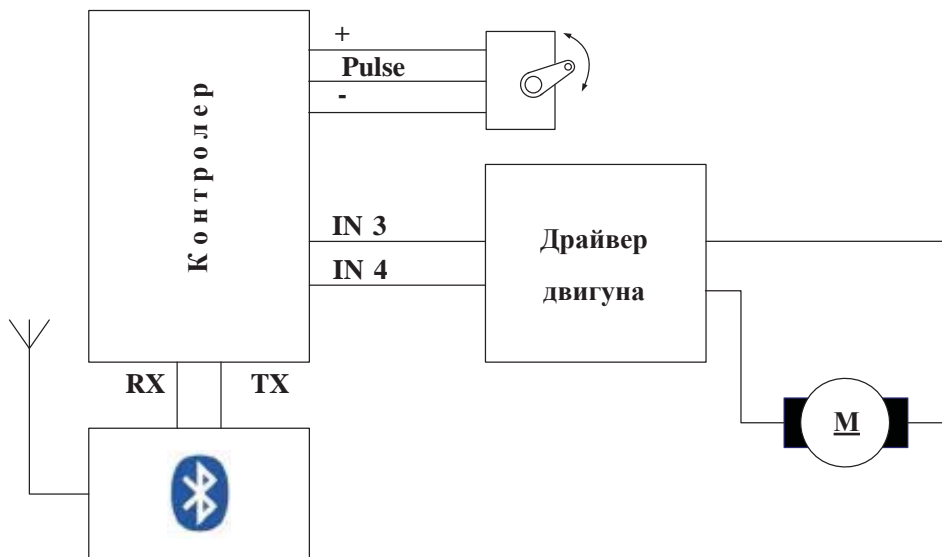 +
Pulse
-
Контролер
IN 3
IN 4
Драйвер
двигуна
RX TX
M